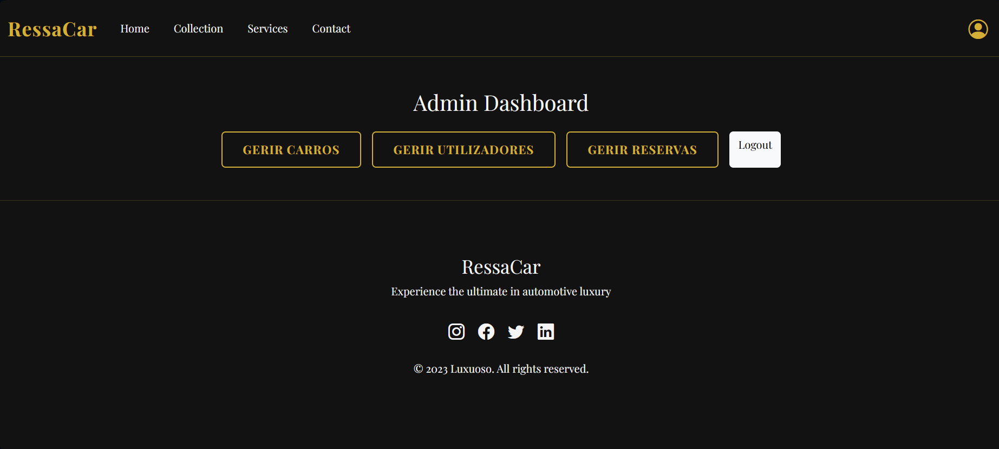 RessaCar Home Collection Services Contact
Admin Dashboard
GERIR CARROS GERIR UTILIZADORES GERIR RESERVAS Logout
RessaCar
Experience the ultimate in automotive luxury
© 2023 Luxuoso. All rights reserved.